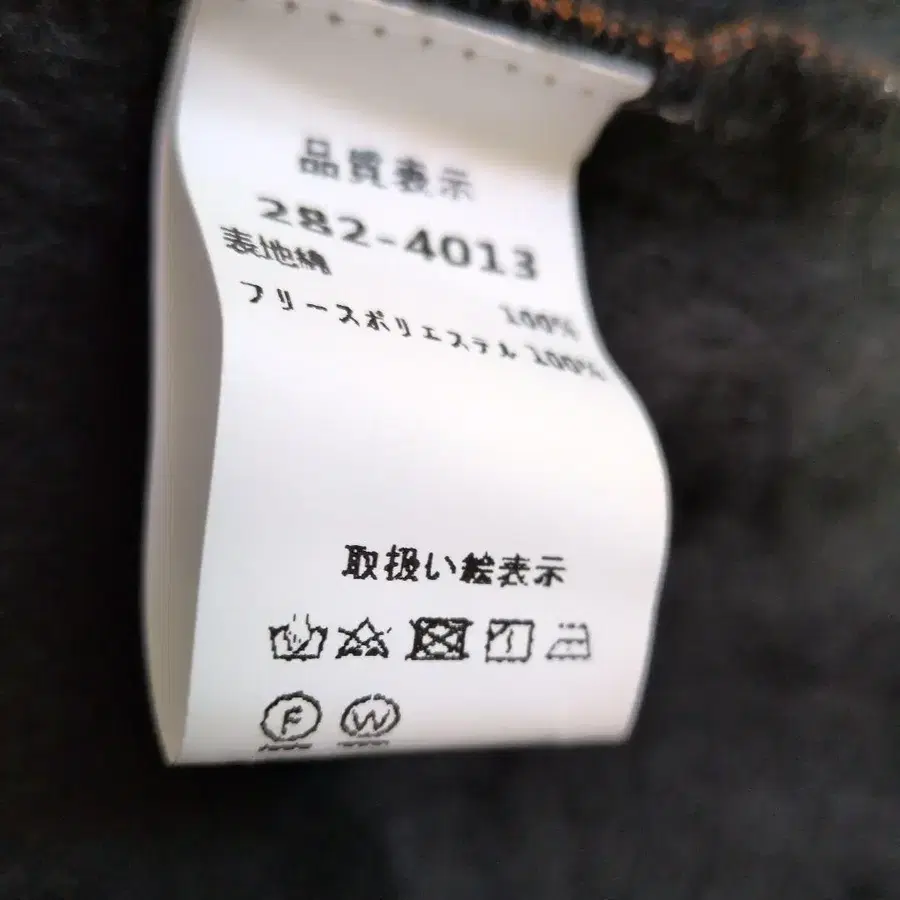 品質表示
282-4013
表地綿 100%
フリースポリエステル 100%
取扱い絵表示
F W